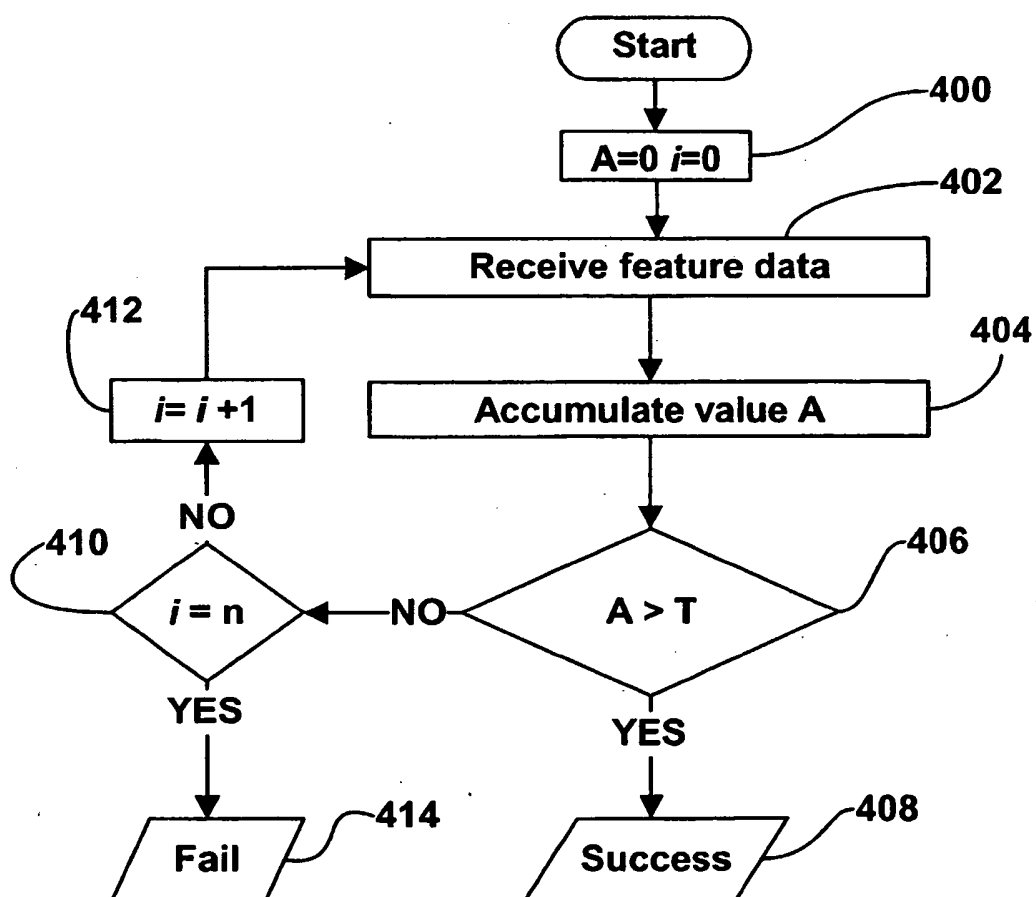 Start
400
A=0 i=0
402
Receive feature data
412
404
i= i +1
Accumulate value A
NO
410
406
i = n
NO
A > T
YES
YES
414
408
Fail
Success